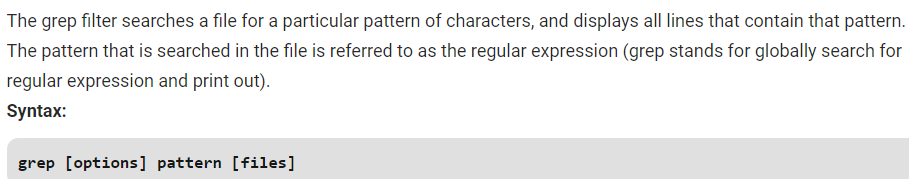 The grep filter searches a file for a particular pattern of characters, and displays all lines that contain that pattern.
The pattern that is searched in the file is referred to as the regular expression (grep stands for globally search for
regular expression and print out).
Syntax:
grep [options] pattern [files]